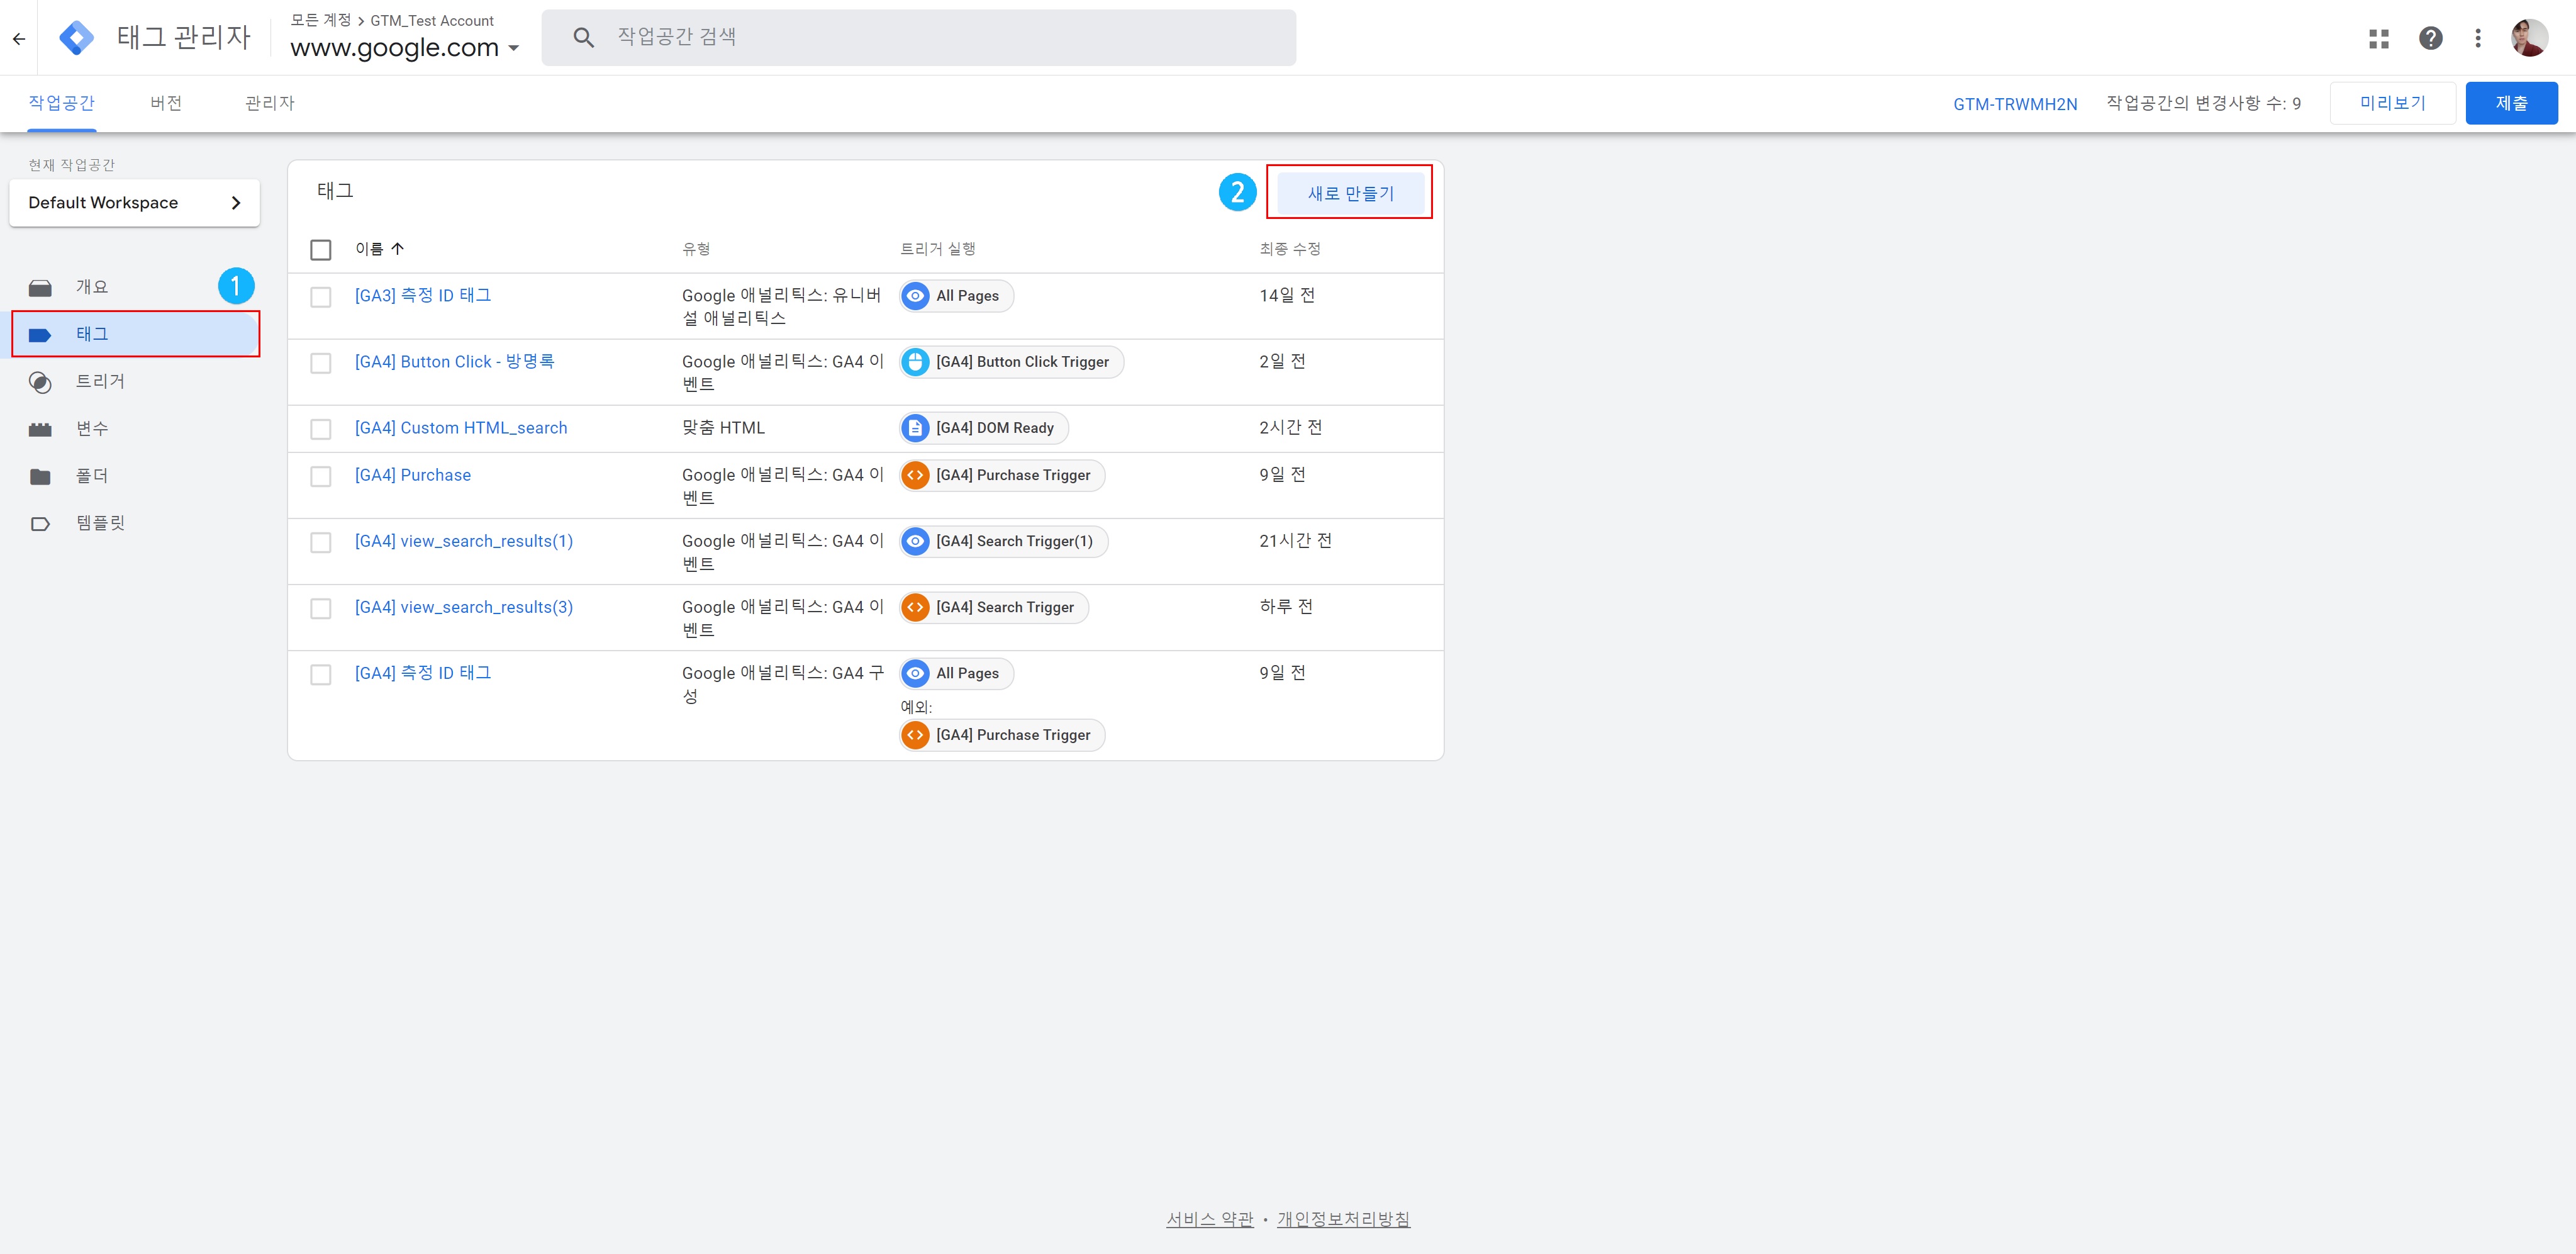 태그 관리자
모든 계정 > GTM_Test Account
www.google.com
작업공간 검색
작업공간
버전
관리자
GTM-TRWMH2N
작업공간의 변경사항 수: 9
미리보기
제출
현재 작업공간
Default Workspace
개요
1
태그
트리거
변수
폴더
템플릿
태그
2
새로 만들기
이름
유형
트리거 실행
최종 수정
[GA3] 측정 ID 태그
Google 애널리틱스: 유니버
설 애널리틱스
All Pages
14일 전
[GA4] Button Click - 방명록
Google 애널리틱스: GA4 이
벤트
[GA4] Button Click Trigger
2일 전
[GA4] Custom HTML_search
맞춤 HTML
[GA4] DOM Ready
2시간 전
[GA4] Purchase
Google 애널리틱스: GA4 이
벤트
[GA4] Purchase Trigger
9일 전
[GA4] view_search_results(1)
Google 애널리틱스: GA4 이
벤트
[GA4] Search Trigger(1)
21시간 전
[GA4] view_search_results(3)
Google 애널리틱스: GA4 이
벤트
[GA4] Search Trigger
하루 전
[GA4] 측정 ID 태그
Google 애널리틱스: GA4 구
성
All Pages
예외:
[GA4] Purchase Trigger
9일 전
서비스 약관 • 개인정보처리방침